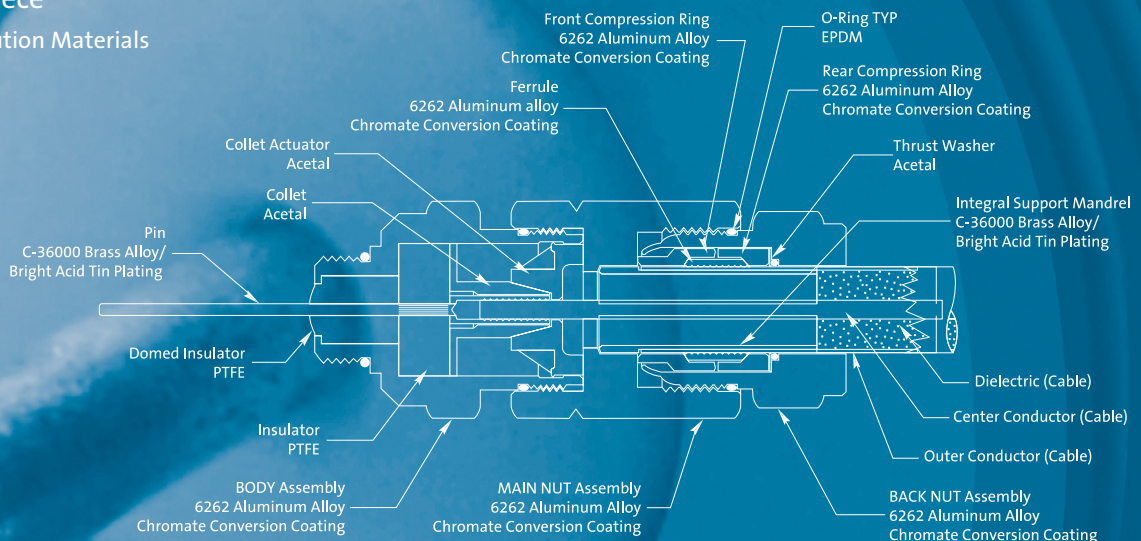 Front Compression Ring
6262 Aluminum Alloy
Chromate Conversion Coating
O-Ring TYP
EPDM
Rear Compression Ring
6262 Aluminum Alloy
Chromate Conversion Coating
Ferrule
6262 Aluminum alloy
Chromate Conversion Coating
Thrust Washer
Acetal
Collet Actuator
Acetal
Collet
Acetal
Integral Support Mandrel
C-36000 Brass Alloy/
Bright Acid Tin Plating
Pin
C-36000 Brass Alloy/
Bright Acid Tin Plating
Domed Insulator
PTFE
Dielectric (Cable)
Center Conductor (Cable)
Outer Conductor (Cable)
Insulator
PTFE
BODY Assembly
6262 Aluminum Alloy
Chromate Conversion Coating
MAIN NUT Assembly
6262 Aluminum Alloy
Chromate Conversion Coating
BACK NUT Assembly
6262 Aluminum Alloy
Chromate Conversion Coating
Materials